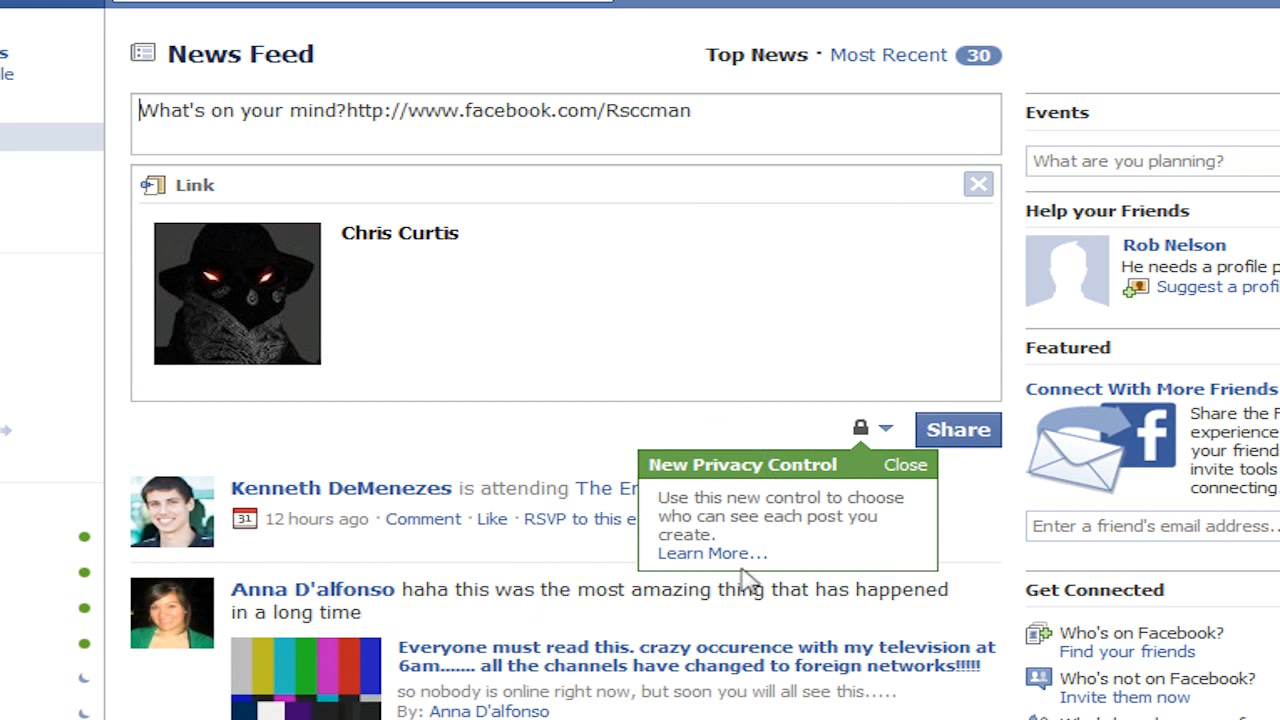 s
le
News Feed
Top News · Most Recent 30
What's on your mind?http://www.facebook.com/Rsccman
Link
Chris Curtis
Share
New Privacy Control Close
Use this new control to choose
who can see each post you
create.
Learn More...
Kenneth DeMenezes is attending The En
31 12 hours ago · Comment · Like · RSVP to this e
Anna D'alfonso haha this was the most amazing thing that has happened
in a long time
Everyone must read this. crazy occurence with my television at
6am....... all the channels have changed to foreign networks!!!!!
so nobody is online right now, but soon you will all see this.....
By: Anna D'alfonso
Events
What are you planning?
Help your Friends
Rob Nelson
He needs a profile p
Suggest a profi
Featured
Connect With More Friends
Share the F
experience
your friend
invite tools
connecting.
Enter a friend's email address..
Get Connected
Who's on Facebook?
Find your friends
Who's not on Facebook?
Invite them now